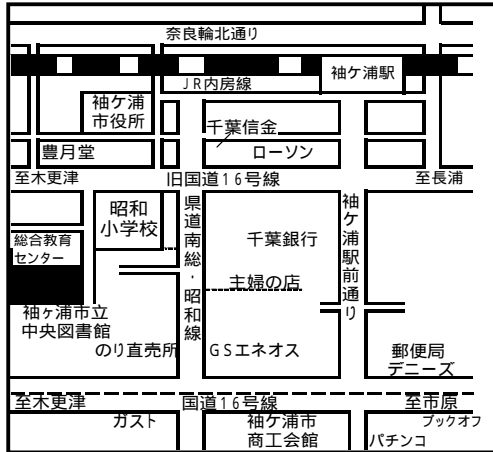 奈良輪北通り
袖ケ浦駅
JR内房線
袖ケ浦
市役所
千葉信金
豊月堂
ローソン
至木更津
旧国道16号線
至長浦
昭和
小学校
県道南総・昭和線
袖ケ浦駅前通り
総合教育
センター
千葉銀行
主婦の店
袖ヶ浦市立
中央図書館
のり直売所
GSエネオス
郵便局
デニーズ
至木更津
国道16号線
至市原
ガスト
袖ケ浦市
商工会館
ブックオフ
パチンコ